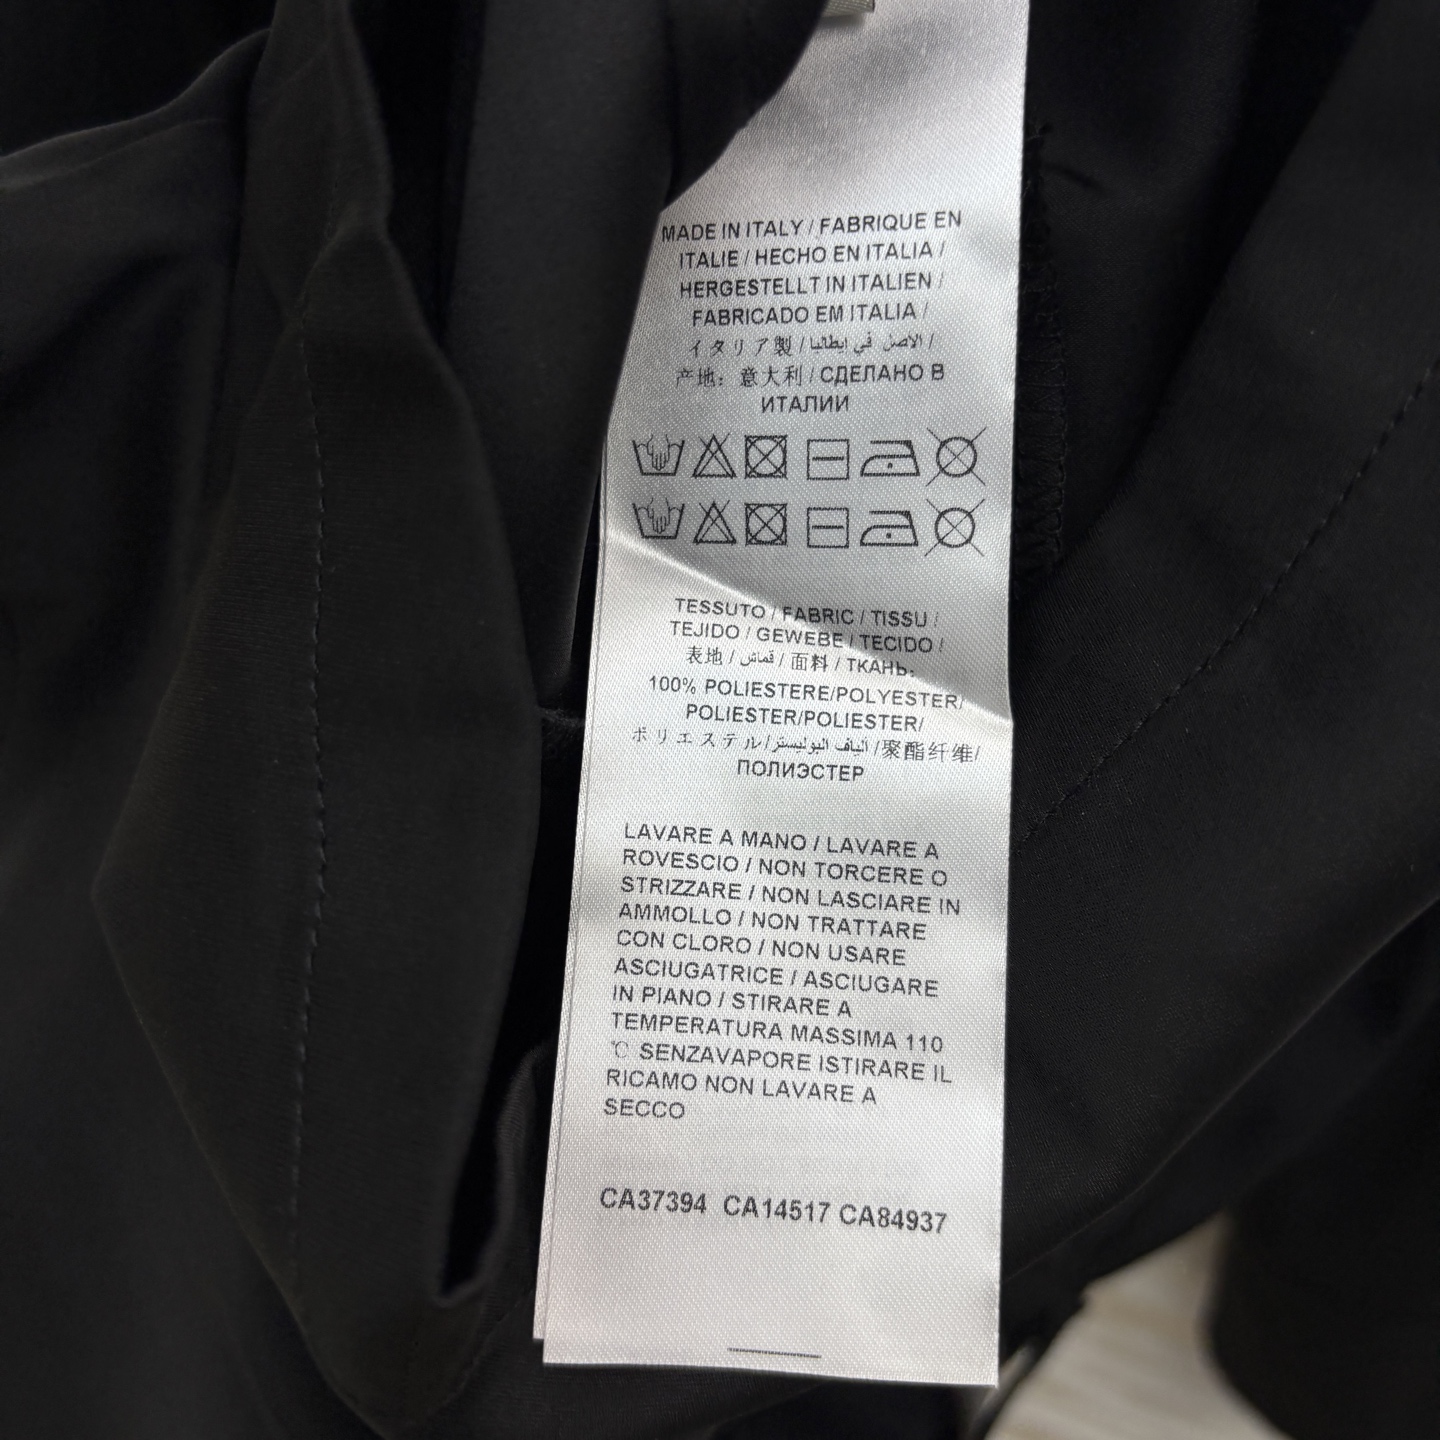 MADE IN ITALY / FABRIQUE EN
ITALIE / HECHO EN ITALIA /
HERGESTELLT IN ITALIEN /
FABRICADO EM ITALIA /
イタリア製 / الاصل في ايطاليا /
产地: 意大利 / СДЕЛАНО В
ИТАЛИИ
TESSUTO / FABRIC / TISSU /
TEJIDO / GEWEBE / TECIDO /
表地 / قماش / 面料 / ТКАНЬ:
100% POLIESTERE/POLYESTER/
POLIESTER/POLIESTER/
ポリエステル/الياف البوليستر/聚酯纤维/
ПОЛИЭСТЕР
LAVARE A MANO / LAVARE A
ROVESCIO / NON TORCERE O
STRIZZARE / NON LASCIARE IN
AMMOLLO / NON TRATTARE
CON CLORO / NON USARE
ASCIUGATRICE / ASCIUGARE
IN PIANO / STIRARE A
TEMPERATURA MASSIMA 110
℃ SENZAVAPORE ISTIRARE IL
RICAMO NON LAVARE A
SECCO
CA37394 CA14517 CA84937